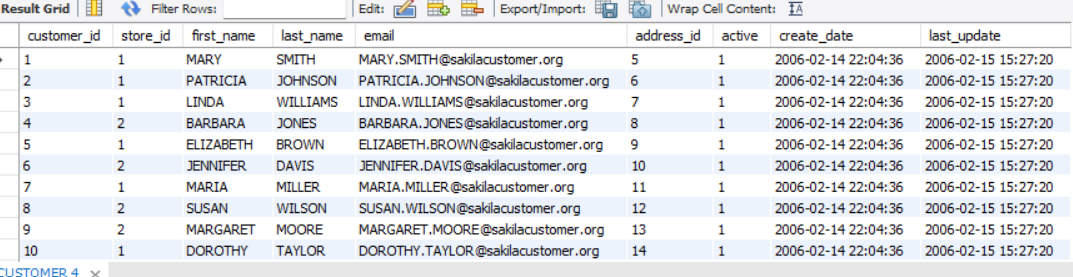 Result Grid Filter Rows: Edit: Export/Import: Wrap Cell Content:
customer_id store_id first_name last_name email address_id active create_date last_update
1 1 MARY SMITH MARY.SMITH@sakilacustomer.org 5 1 2006-02-14 22:04:36 2006-02-15 15:27:20
2 1 PATRICIA JOHNSON PATRICIA.JOHNSON@sakilacustomer.org 6 1 2006-02-14 22:04:36 2006-02-15 15:27:20
3 1 LINDA WILLIAMS LINDA.WILLIAMS@sakilacustomer.org 7 1 2006-02-14 22:04:36 2006-02-15 15:27:20
4 2 BARBARA JONES BARBARA.JONES@sakilacustomer.org 8 1 2006-02-14 22:04:36 2006-02-15 15:27:20
5 1 ELIZABETH BROWN ELIZABETH.BROWN@sakilacustomer.org 9 1 2006-02-14 22:04:36 2006-02-15 15:27:20
6 2 JENNIFER DAVIS JENNIFER.DAVIS@sakilacustomer.org 10 1 2006-02-14 22:04:36 2006-02-15 15:27:20
7 1 MARIA MILLER MARIA.MILLER@sakilacustomer.org 11 1 2006-02-14 22:04:36 2006-02-15 15:27:20
8 2 SUSAN WILSON SUSAN.WILSON@sakilacustomer.org 12 1 2006-02-14 22:04:36 2006-02-15 15:27:20
9 2 MARGARET MOORE MARGARET.MOORE@sakilacustomer.org 13 1 2006-02-14 22:04:36 2006-02-15 15:27:20
10 1 DOROTHY TAYLOR DOROTHY.TAYLOR@sakilacustomer.org 14 1 2006-02-14 22:04:36 2006-02-15 15:27:20
CUSTOMER 4